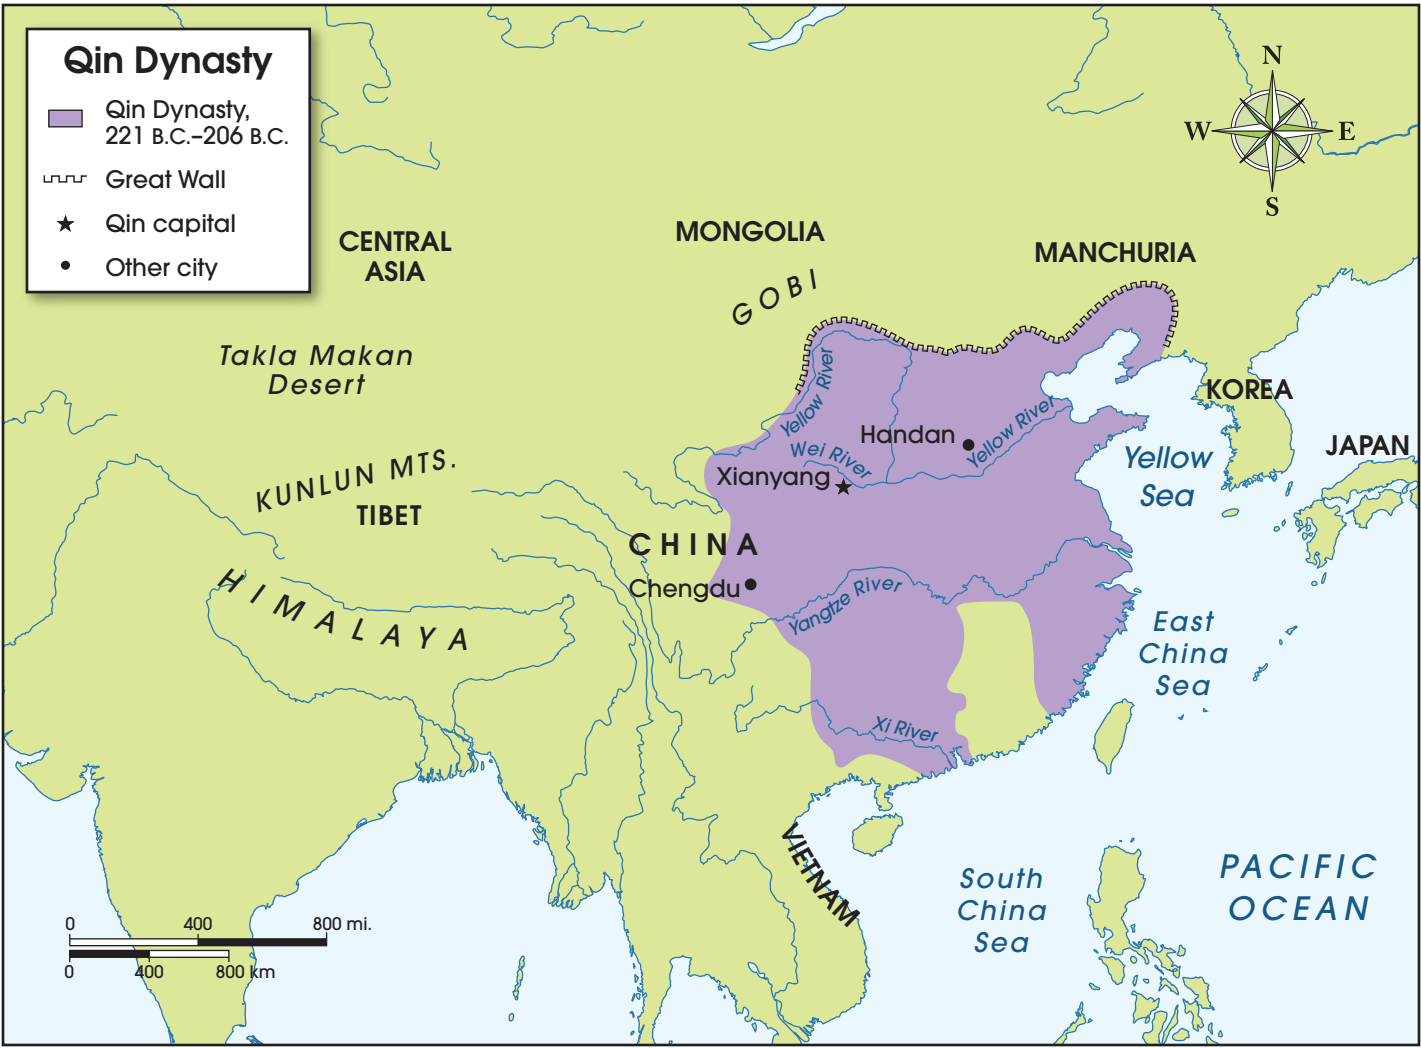 Qin Dynasty
Qin Dynasty,
221 B.C.–206 B.C.
Great Wall
Qin capital
Other city
N
W
E
S
CENTRAL
ASIA
MONGOLIA
MANCHURIA
GOBI
Takla Makan
Desert
KOREA
JAPAN
Yellow River
Handan
Yellow River
Wei River
Xianyang
Yellow
Sea
KUNLUN MTS.
TIBET
CHINA
Chengdu
Yangtze River
HIMALAYA
East
China
Sea
Xi River
VIETNAM
South
China
Sea
PACIFIC
OCEAN
0 400 800 mi.
0 400 800 km